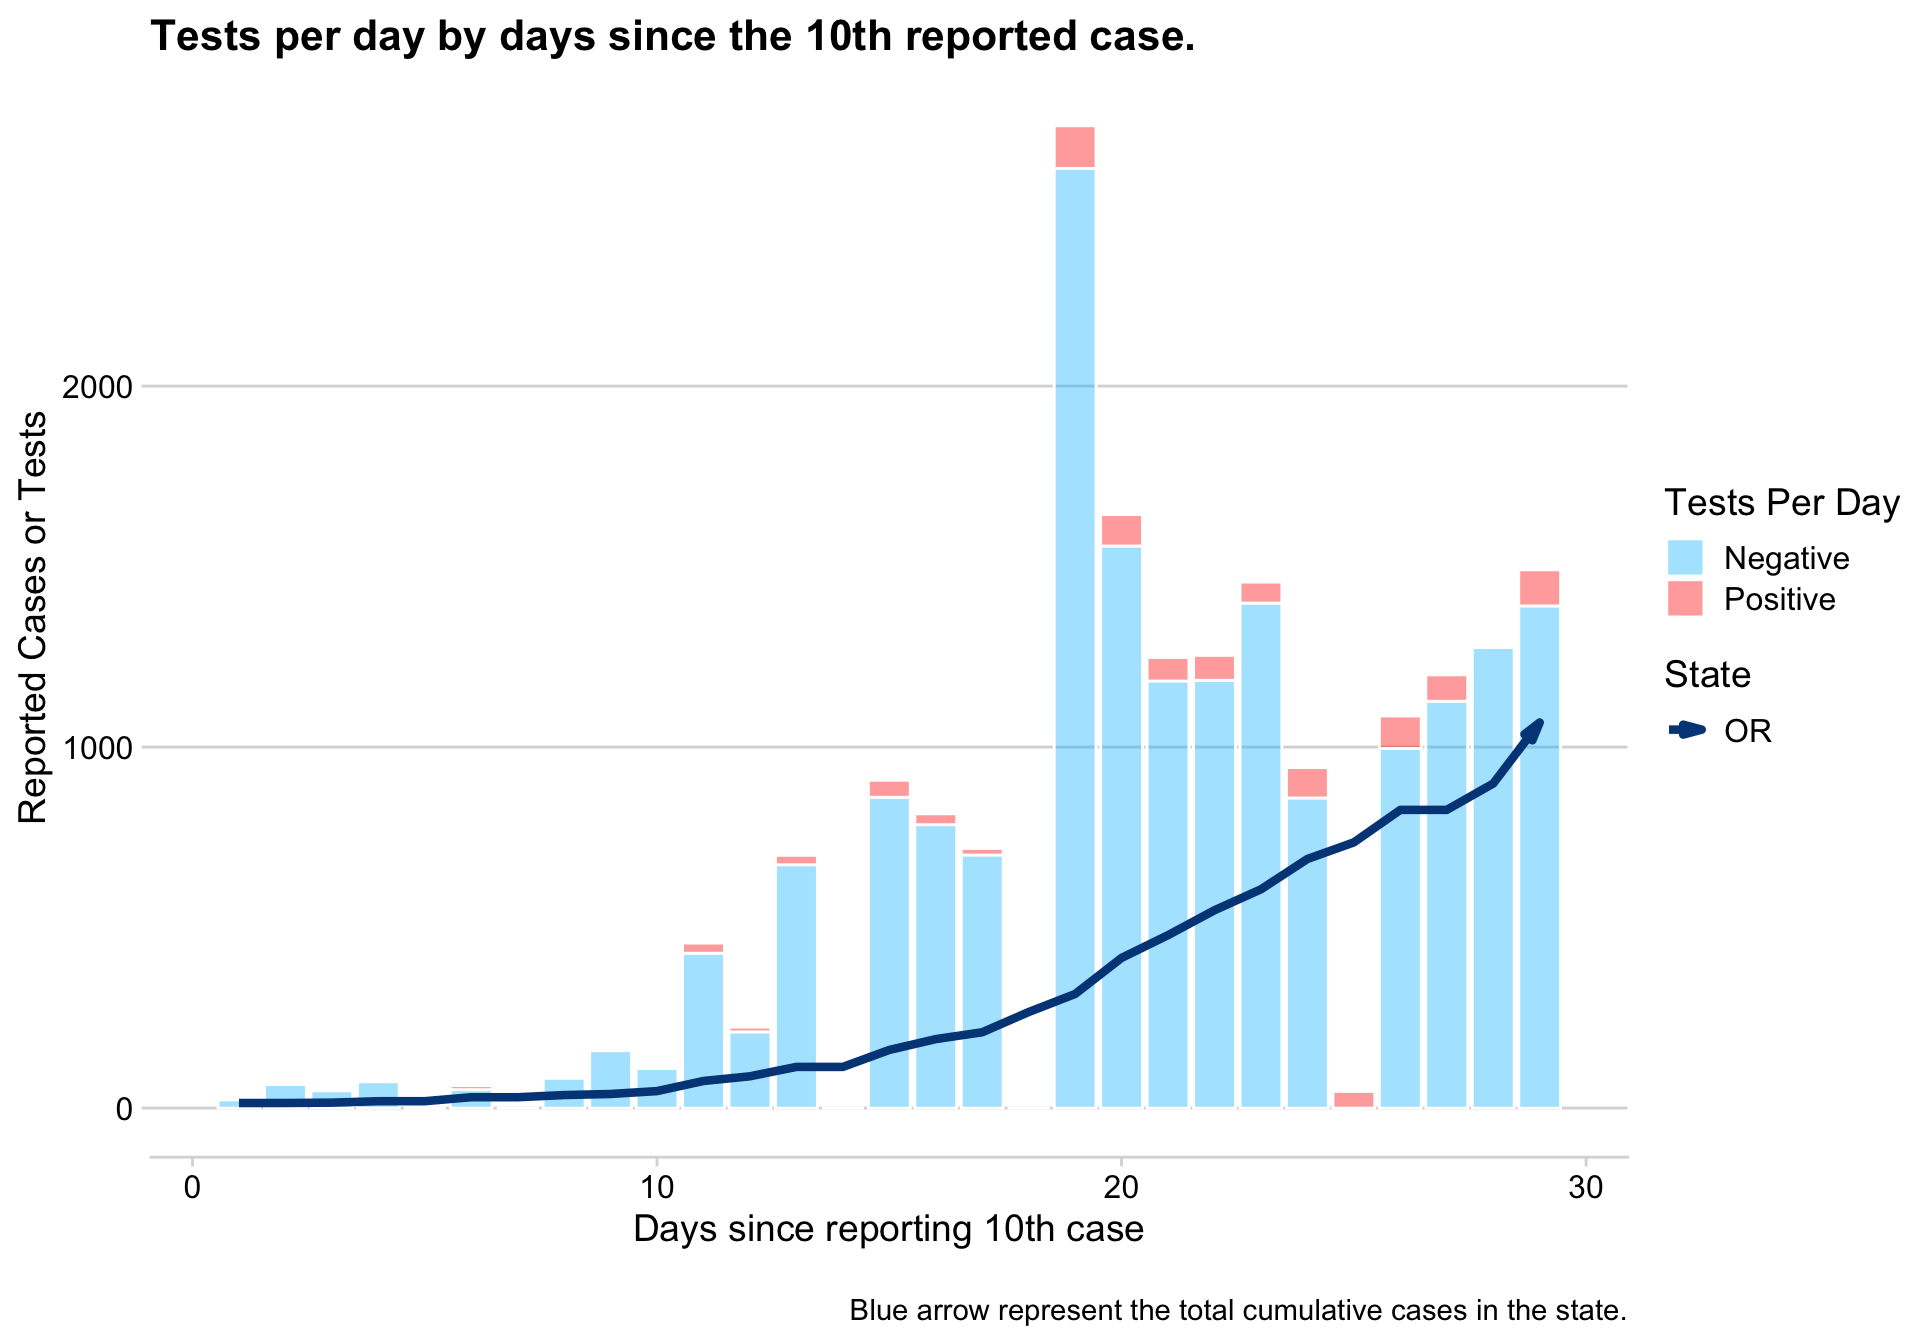 Tests per day by days since the 10th reported case.
Reported Cases or Tests
2000
1000
0
0 10 20 30
Days since reporting 10th case
Tests Per Day
Negative
Positive
State
OR
Blue arrow represent the total cumulative cases in the state.